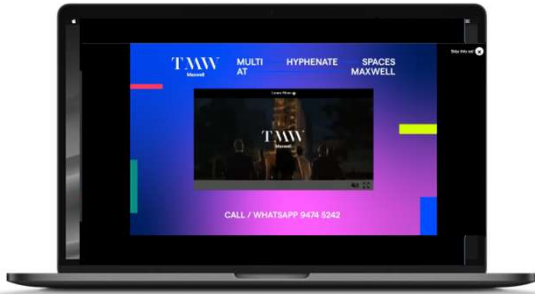 Skip this ad
TMW
Maxwell
MULTI HYPHENATE SPACES
AT MAXWELL
Learn More
TMW
Maxwell
CALL / WHATSAPP 9474 5242